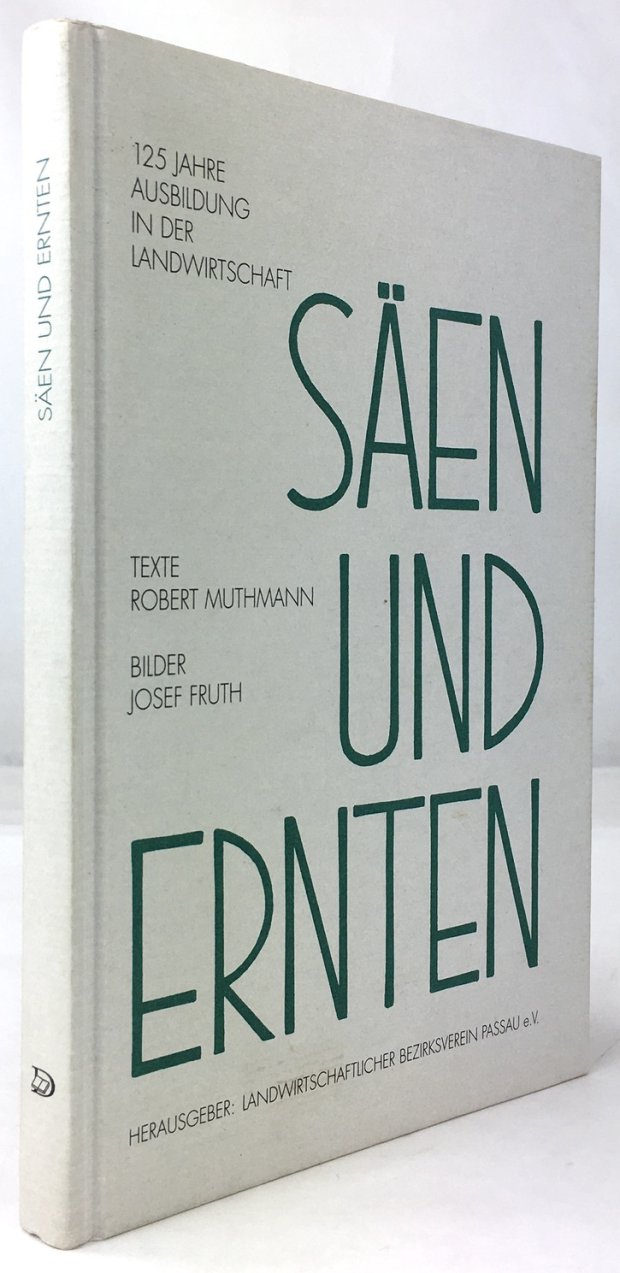 125 JAHRE
AUSBILDUNG
IN DER
LANDWIRTSCHAFT
SÄEN
UND
ERNTEN
TEXTE
ROBERT MUTHMANN
BILDER
JOSEF FRUTH
HERAUSGEBER: LANDWIRTSCHAFTLICHER BEZIRKSVEREIN PASSAU e.V.
SÄEN UND ERNTEN